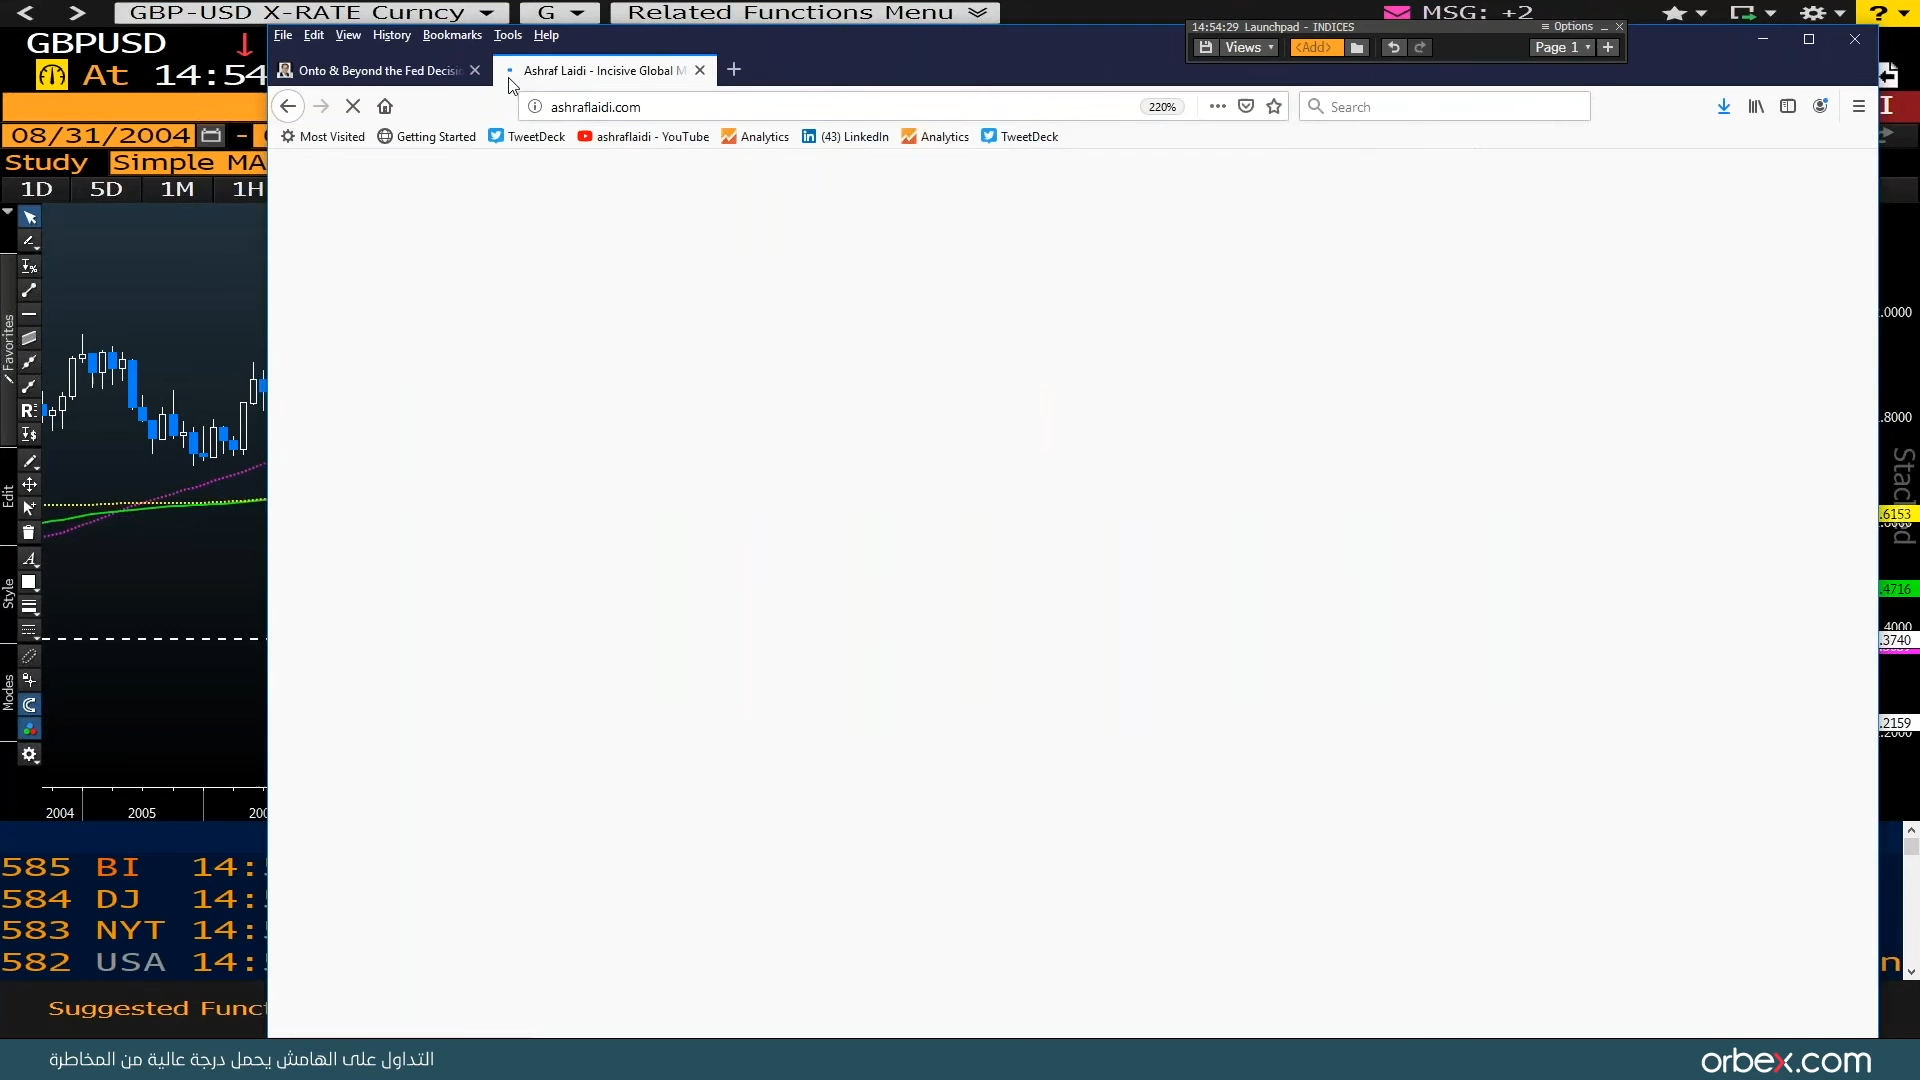 GBP-USD X-RATE Curncy
G
Related Functions Menu
MSG: +2
?
GBPUSD
At 14:54
08/31/2004 -
Study Simple MA
1D 5D 1M 1H
14:54:29 Launchpad - INDICES
Options
Views
<Add>
Page 1
File Edit View History Bookmarks Tools Help
Onto & Beyond the Fed Decisi
Ashraf Laidi - Incisive Global M
ashraflaidi.com
220%
Search
Most Visited
Getting Started
TweetDeck
ashraflaidi - YouTube
Analytics
(43) LinkedIn
Analytics
TweetDeck
Favorites
Edit
Style
Modes
.0000
.8000
.6153
.4716
.4000
.3740
.2159
.2000
2004 2005 200
585 BI 14:
584 DJ 14:
583 NYT 14:
582 USA 14:
Suggested Funct
التداول على الهامش يحمل درجة عالية من المخاطرة
orbex.com